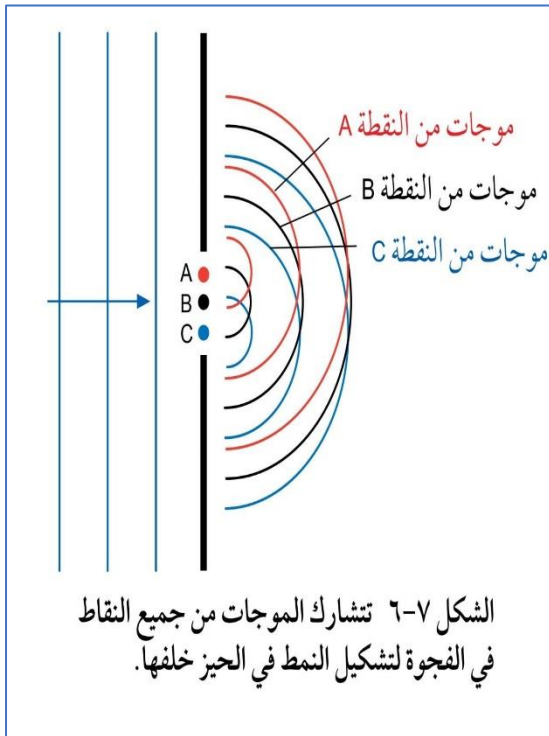 موجات من النقطة A
موجات من النقطة B
موجات من النقطة C
A
B
C
الشكل ٧-٦ تتشارك الموجات من جميع النقاط
في الفجوة لتشكيل النمط في الحيز خلفها.